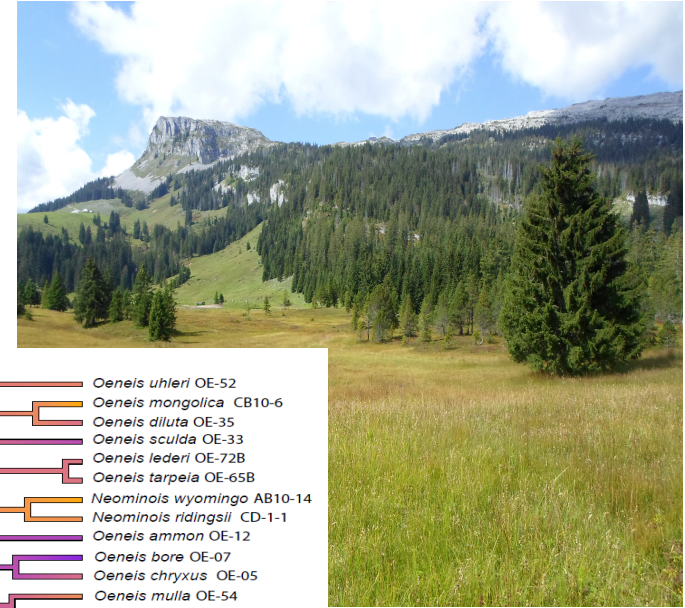 Oeneis uhleri OE-52
Oeneis mongolica CB10-6
Oeneis diluta OE-35
Oeneis sculda OE-33
Oeneis lederi OE-72B
Oeneis tarpeia OE-65B
Neominois wyomingo AB10-14
Neominois ridingsii CD-1-1
Oeneis ammon OE-12
Oeneis bore OE-07
Oeneis chryxus OE-05
Oeneis mulla OE-54